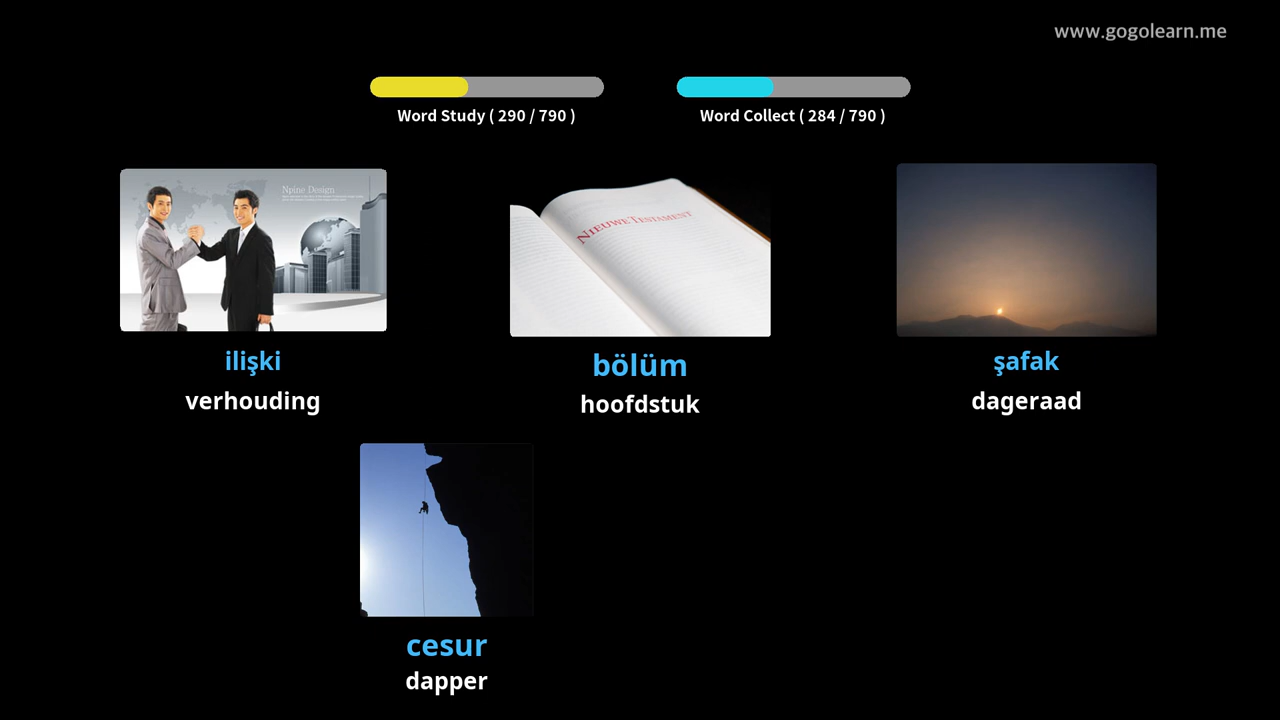 www.gogolearn.me
Word Study ( 290 / 790 )
Word Collect ( 284 / 790 )
Npine Design
NIEUWE TESTAMENT
ilişki
verhouding
bölüm
hoofdstuk
şafak
dageraad
cesur
dapper